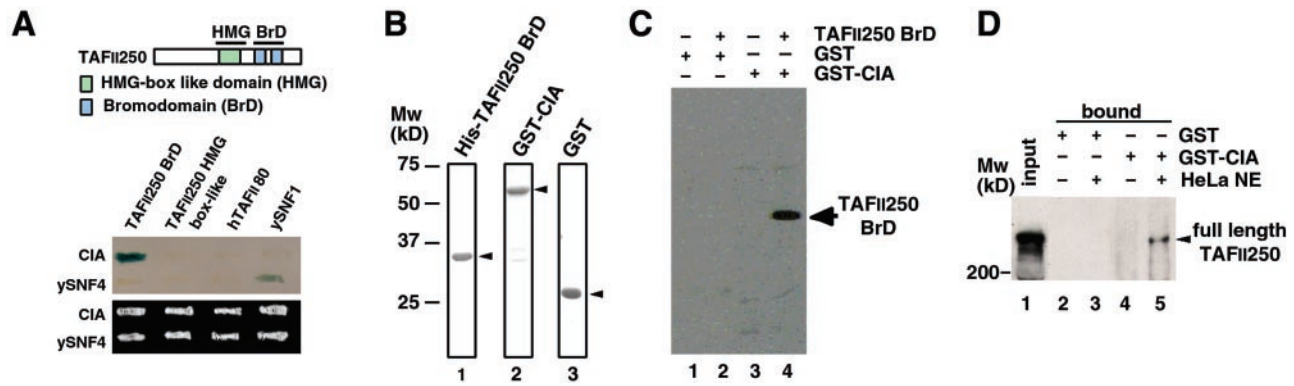 A
HMG BrD
TAFII250
HMG-box like domain (HMG)
Bromodomain (BrD)
TAFII250 BrD
TAFII250 HMG
box-like
hTAFII 80
ySNF1
CIA
ySNF4
CIA
ySNF4
B
Mw
(kD)
His-TAFII250 BrD
GST-CIA
GST
75
50
37
25
1 2 3
C
– + – + TAFII250 BrD
+ + – – GST
– – + + GST-CIA
TAFII250
BrD
1 2 3 4
D
bound
+ + – – GST
– – + + GST-CIA
– + – + HeLa NE
Mw
(kD)
input
full length
TAFII250
200
1 2 3 4 5